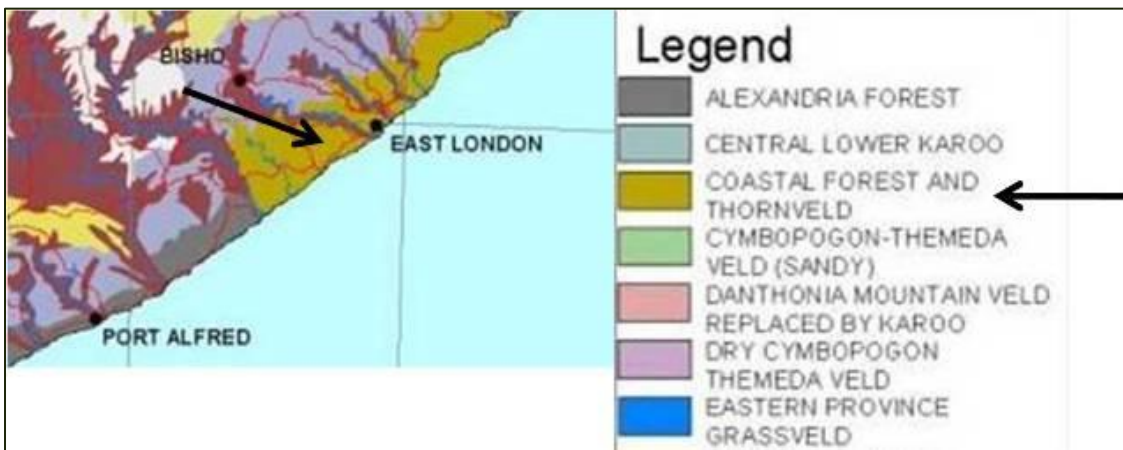 BISHO
EAST LONDON
PORT ALFRED
Legend
ALEXANDRIA FOREST
CENTRAL LOWER KAROO
COASTAL FOREST AND
THORNVELD
CYMBOPOGON-THEMEDA
VELD (SANDY)
DANTHONIA MOUNTAIN VELD
REPLACED BY KAROO
DRY CYMBOPOGON
THEMEDA VELD
EASTERN PROVINCE
GRASSVELD